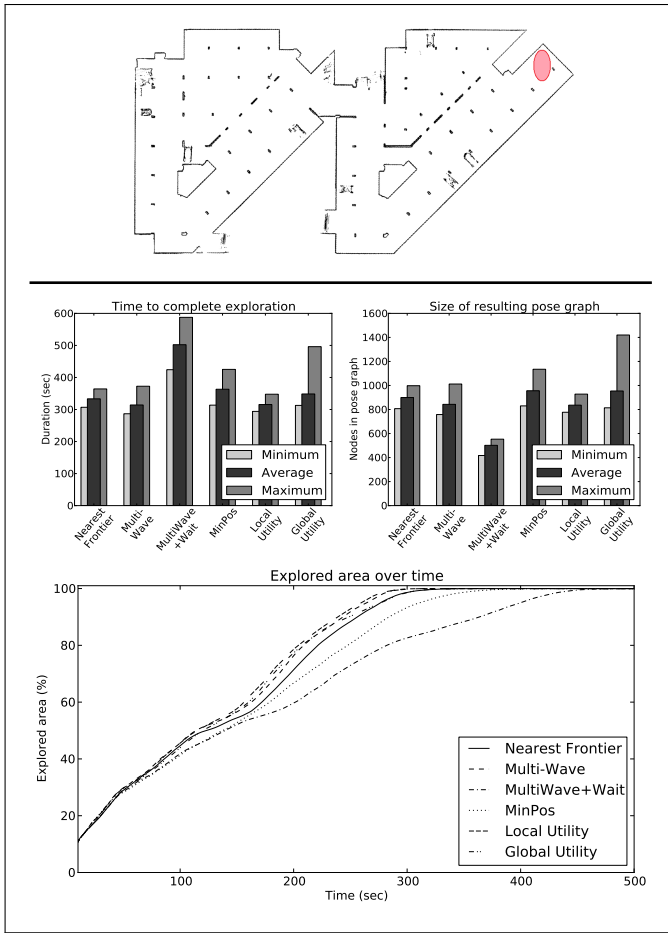 Time to complete exploration
600
500
400
300
200
100
0
Duration (sec)
Nearest
Frontier
Multi-
Wave
MultiWave
+Wait
MinPos
Local
Utility
Global
Utility
Minimum
Average
Maximum
Size of resulting pose graph
1600
1400
1200
1000
800
600
400
200
0
Nodes in pose graph
Nearest
Frontier
Multi-
Wave
MultiWave
+Wait
MinPos
Local
Utility
Global
Utility
Minimum
Average
Maximum
Explored area over time
100
80
60
40
20
0
Explored area (%)
100
200
300
400
500
Time (sec)
Nearest Frontier
Multi-Wave
MultiWave+Wait
MinPos
Local Utility
Global Utility